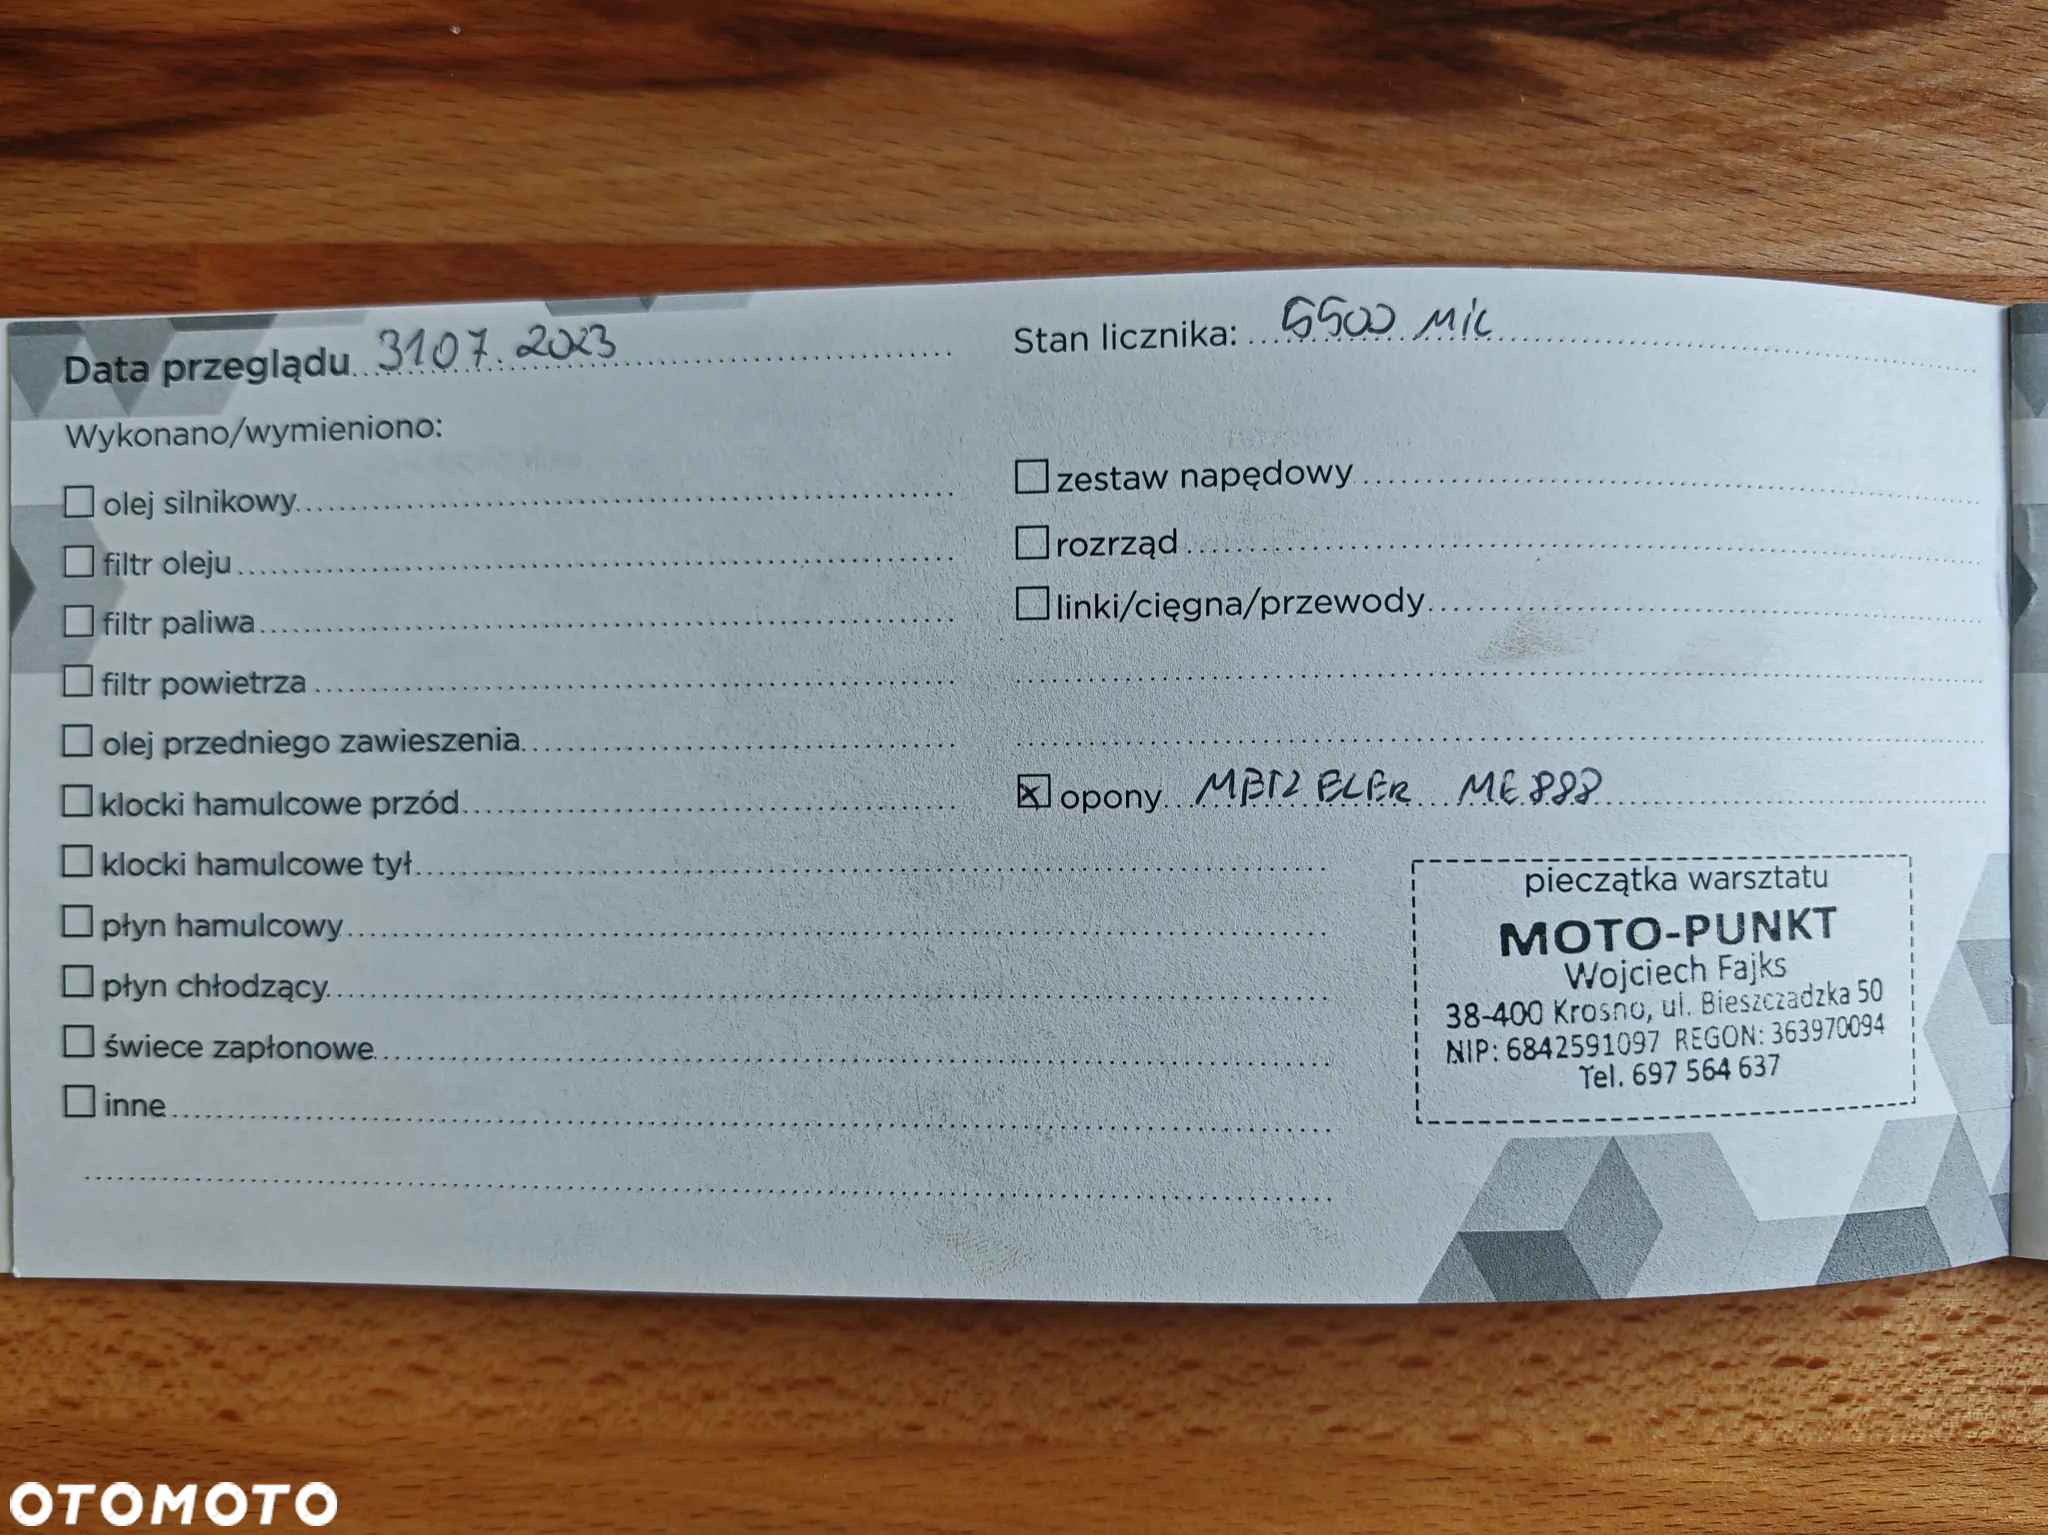 Data przeglądu 31 07. 2023
Stan licznika: 5500 MIL
Wykonano/wymieniono:
olej silnikowy
filtr oleju
filtr paliwa
filtr powietrza
olej przedniego zawieszenia
klocki hamulcowe przód
klocki hamulcowe tył
płyn hamulcowy
płyn chłodzący
świece zapłonowe
inne
zestaw napędowy
rozrząd
linki/cięgna/przewody
opony METZELER ME888
pieczątka warsztatu
MOTO-PUNKT
Wojciech Fajks
38-400 Krosno, ul. Bieszczadzka 50
NIP: 6842591097 REGON: 363970094
Tel. 697 564 637
OTOMOTO